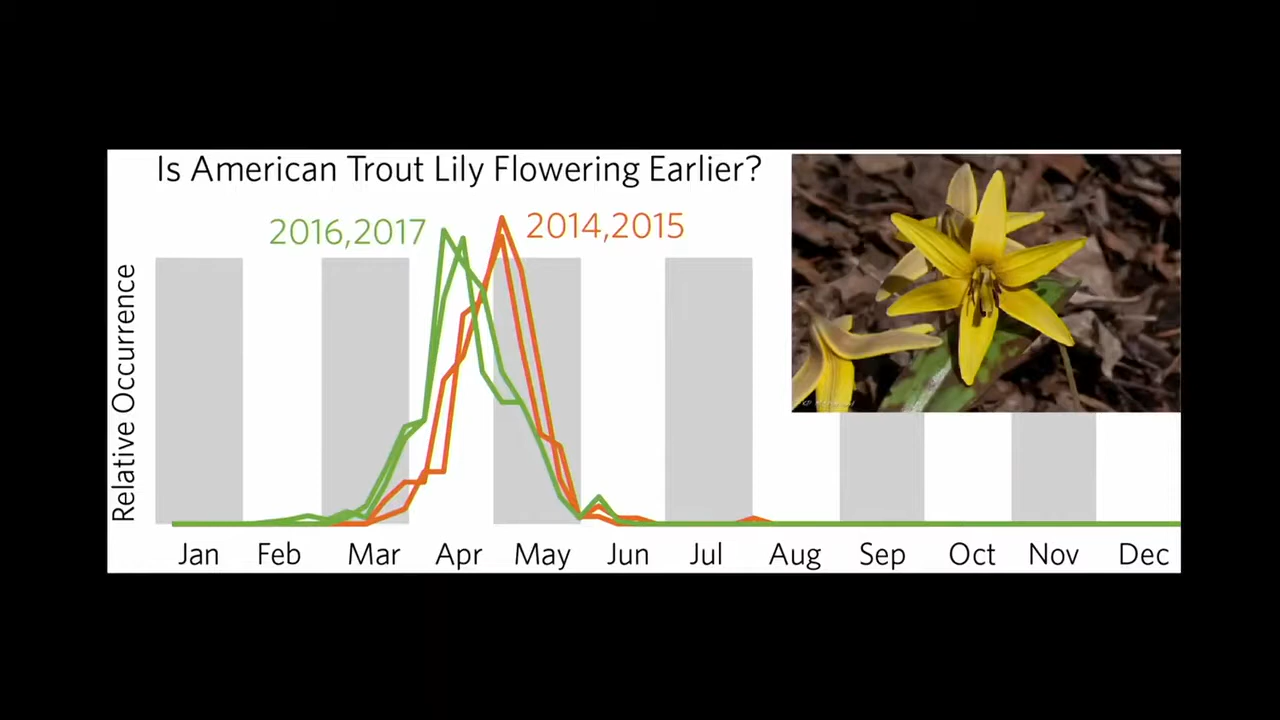 Is American Trout Lily Flowering Earlier?
2016,2017
2014,2015
Relative Occurrence
Jan Feb Mar Apr May Jun Jul Aug Sep Oct Nov Dec